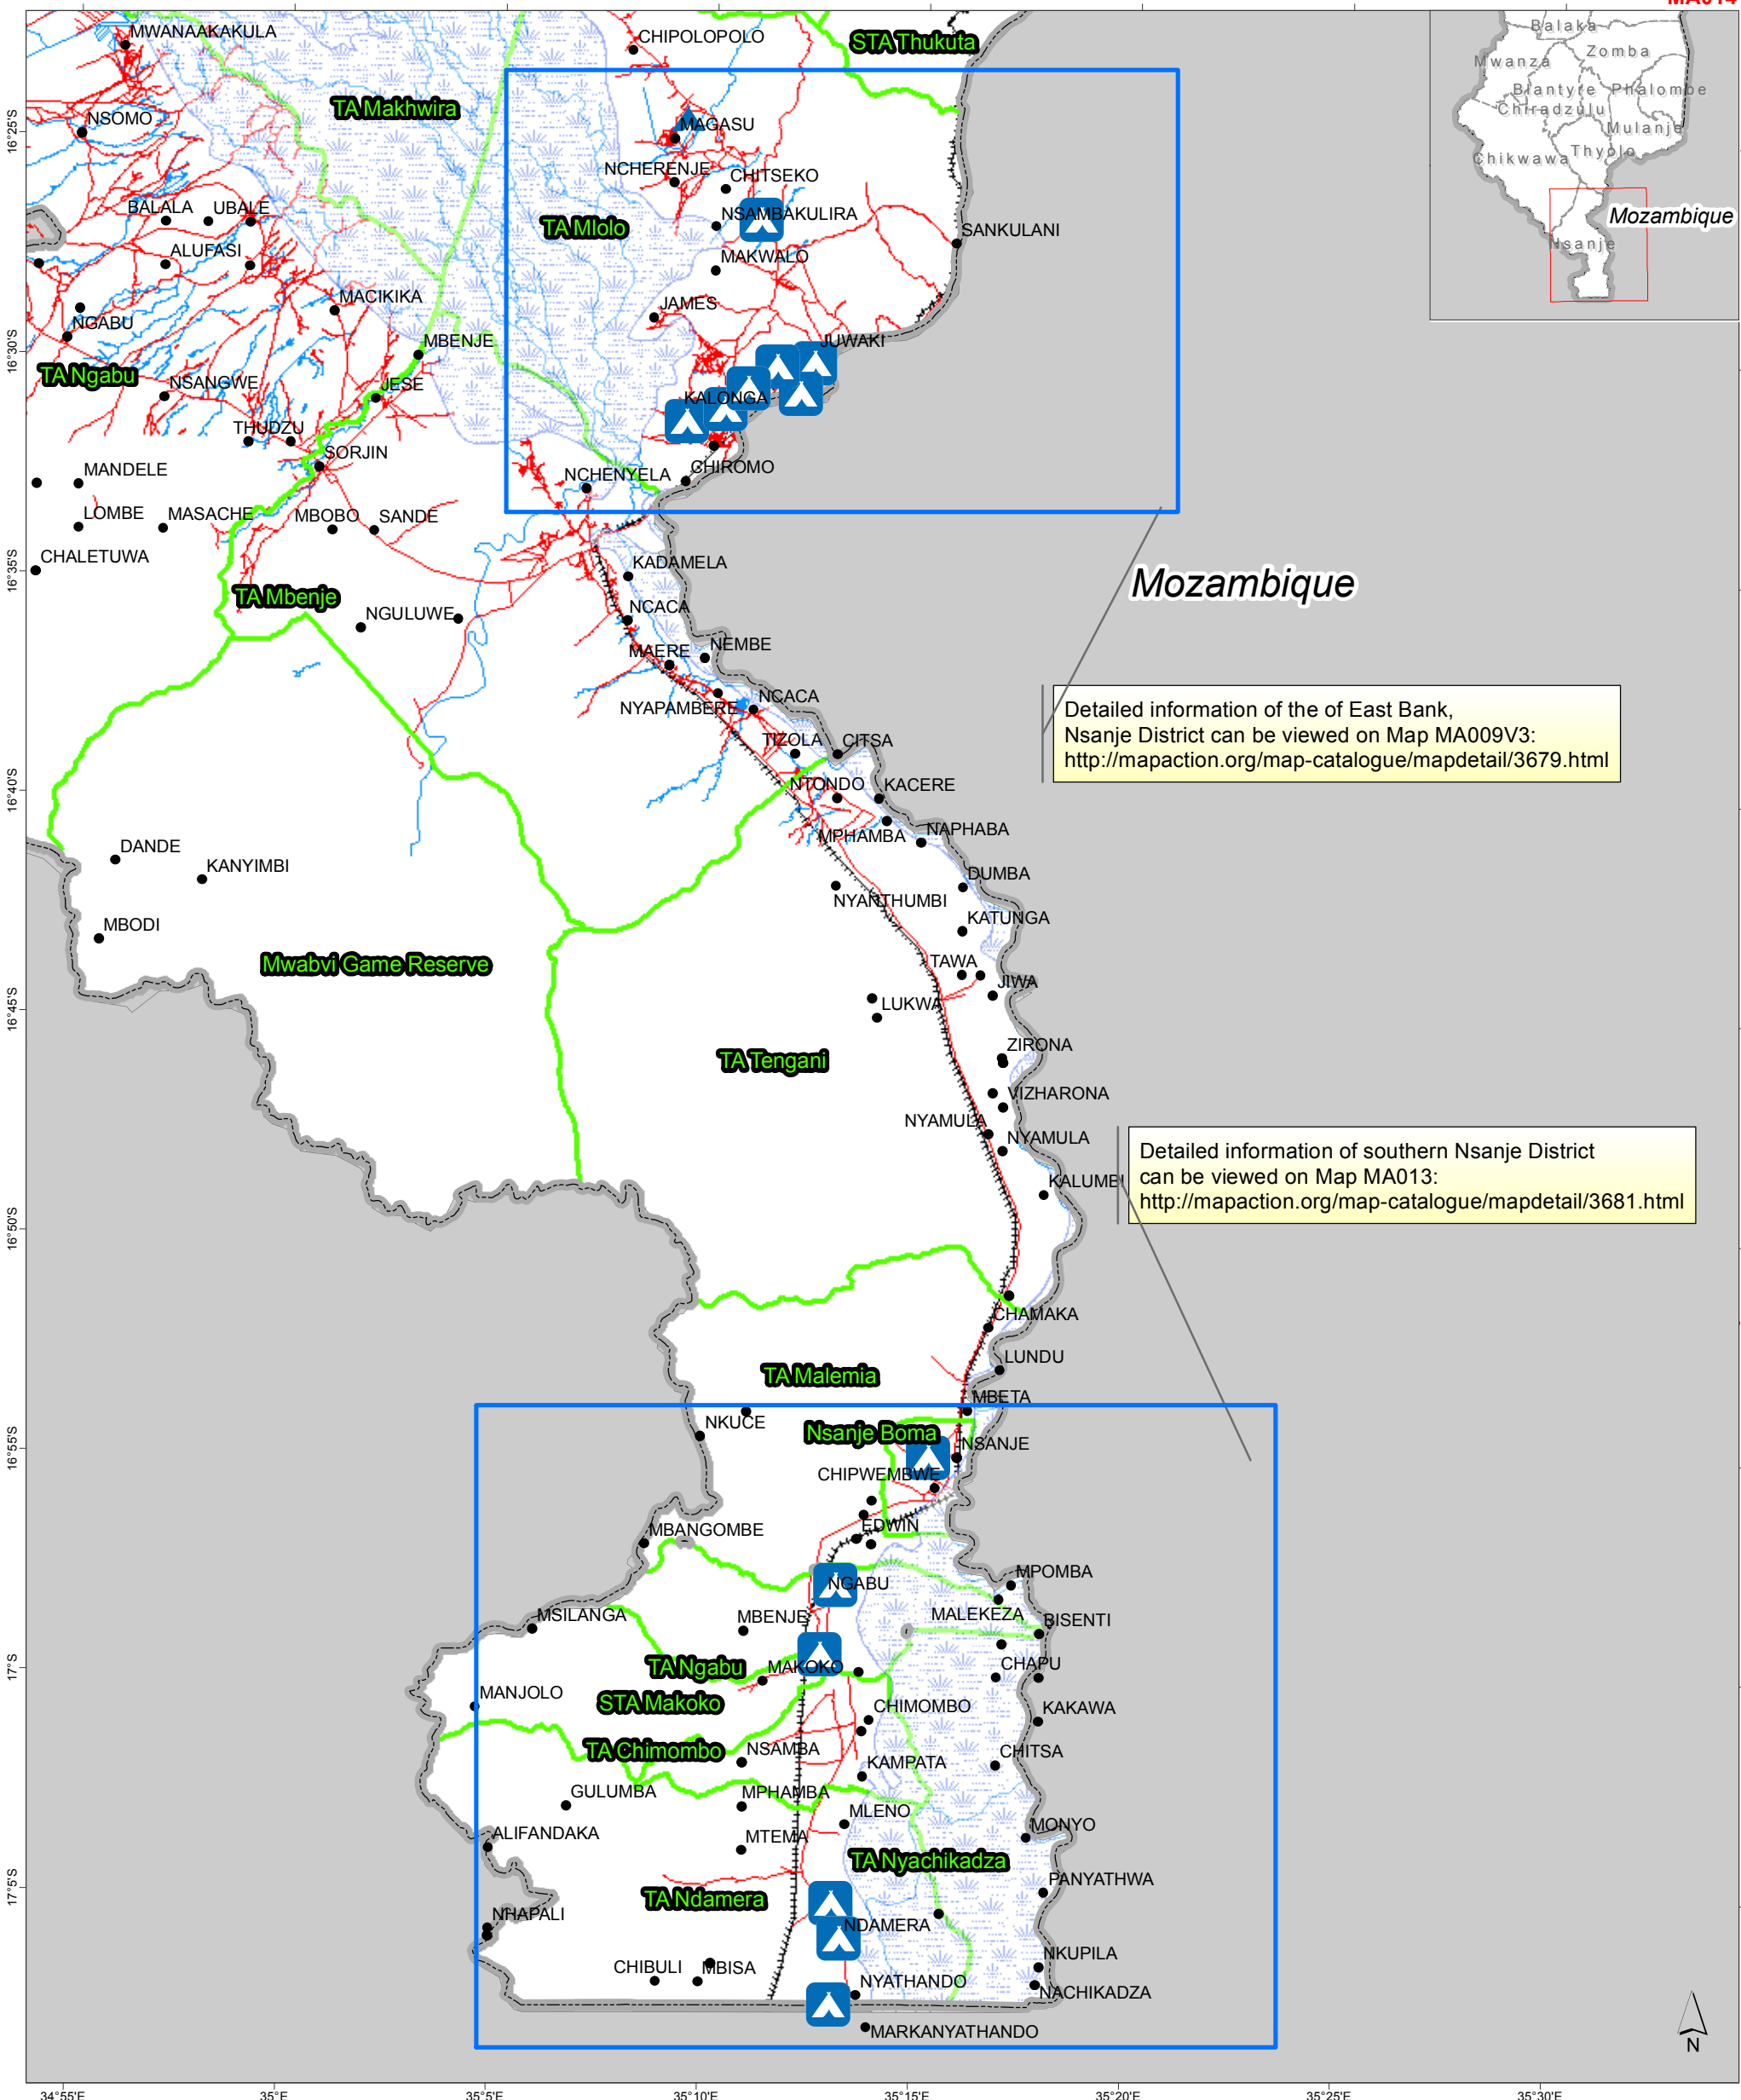 MWANAAKAKULA
CHIPOLOPOLO
STA Thukuta
Balaka
Zomba
Mwanza
Blantyre
Phalombe
Chiradzulu
Mulanje
Thyolo
Chikwawa
Mozambique
Nsanje
TA Makhwira
NSOMO
MAGASU
16°25'S
NCHERENJE
CHITSEKO
BALALA
UBALE
NSAMBAKULIRA
TA Mlolo
SANKULANI
ALUFASI
MAKWALO
MACIKIKA
JAMES
NGABU
MBENJE
JUWAKI
16°30'S
TA Ngabu
NSANGWE
JESE
KALONGA
THUDZU
SORJIN
MANDELE
CHIROMO
NCHENYELA
LOMBE
MASACHE
MBOBO
SANDE
CHALETUWA
16°35'S
KADAMELA
Mozambique
TA Mbenje
NGULUWE
NCACA
MAERE
NEMBE
NYAPAMBERE
NCACA
Detailed information of the of East Bank,
Nsanje District can be viewed on Map MA009V3:
http://mapaction.org/map-catalogue/mapdetail/3679.html
TIZOLA
CITSA
16°40'S
NTONDO
KACERE
MPHAMBA
NAPHABA
DANDE
KANYIMBI
DUMBA
NYANTHUMBI
KATUNGA
MBODI
Mwabvi Game Reserve
TAWA
JIWA
LUKWA
16°45'S
ZIRONA
TA Tengani
VIZHARONA
NYAMULA
NYAMULA
Detailed information of southern Nsanje District
can be viewed on Map MA013:
http://mapaction.org/map-catalogue/mapdetail/3681.html
KALUMBI
16°50'S
CHAMAKA
LUNDU
TA Malemia
MBETA
NKUCE
Nsanje Boma
NSANJE
16°55'S
CHIPWEMBWE
EDWIN
MBANGOMBE
NGABU
MPOMBA
MSILANGA
MBENJE
MALEKEZA
BISENTI
TA Ngabu
MAKOKO
CHAPU
17°S
MANJOLO
STA Makoko
CHIMOMBO
KAKAWA
TA Chimombo
NSAMBA
CHITSA
KAMPATA
GULUMBA
MPHAMBA
MLENO
MONYO
ALIFANDAKA
MTEMA
TA Nyachikadza
PANYATHWA
17°5'S
TA Ndamera
NHAPALI
NDAMERA
NKUPILA
CHIBULI
MBISA
NYATHANDO
NACHIKADZA
MARKANYATHANDO
N
34°55'E
35°E
35°5'E
35°10'E
35°15'E
35°20'E
35°25'E
35°30'E